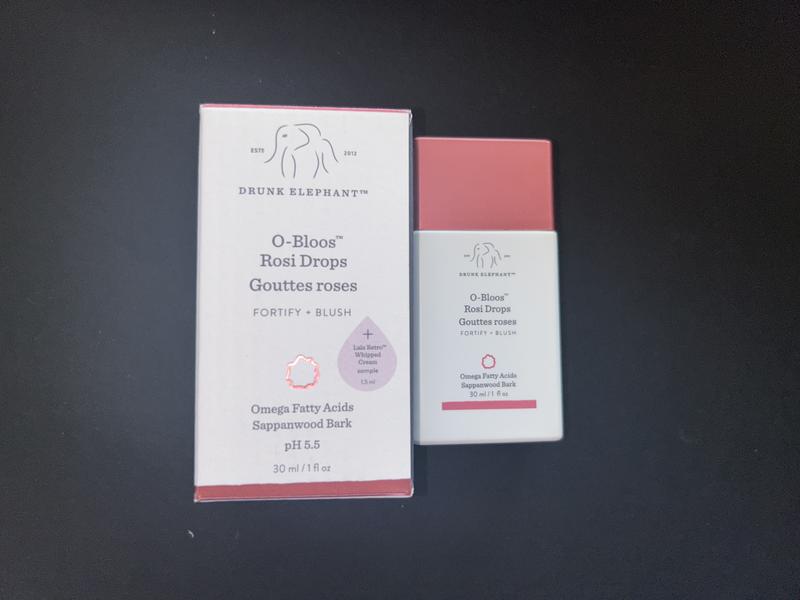 ESTD 2012
DRUNK ELEPHANT™
O-Bloos™
Rosi Drops
Gouttes roses
FORTIFY + BLUSH
+
Lala Retro™
Whipped
Cream
sample
1.5 ml
Omega Fatty Acids
Sappanwood Bark
pH 5.5
30 ml / 1 fl oz
DRUNK ELEPHANT™
O-Bloos™
Rosi Drops
Gouttes roses
FORTIFY + BLUSH
Omega Fatty Acids
Sappanwood Bark
30 ml / 1 fl oz